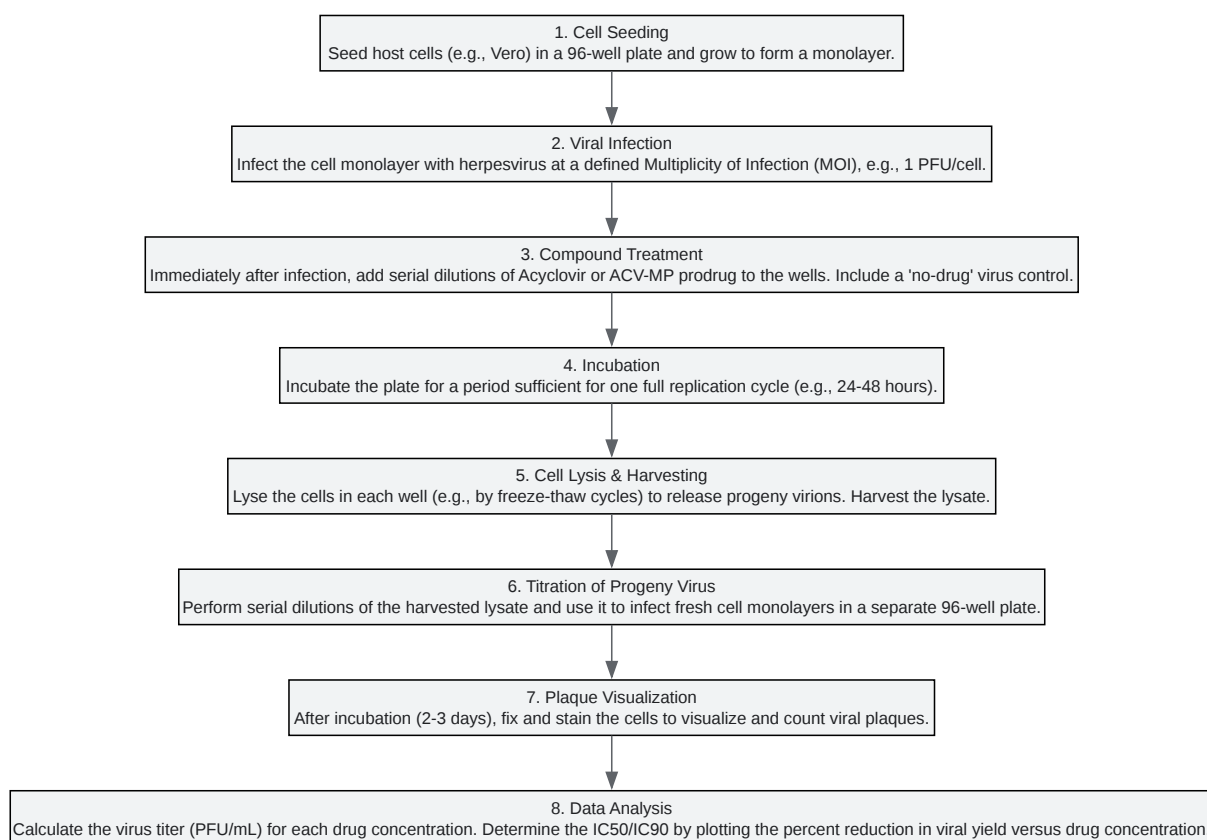 1. Cell Seeding
Seed host cells (e.g., Vero) in a 96-well plate and grow to form a monolayer.
2. Viral Infection
Infect the cell monolayer with herpesvirus at a defined Multiplicity of Infection (MOI), e.g., 1 PFU/cell.
3. Compound Treatment
Immediately after infection, add serial dilutions of Acyclovir or ACV-MP prodrug to the wells. Include a 'no-drug' virus control.
4. Incubation
Incubate the plate for a period sufficient for one full replication cycle (e.g., 24-48 hours).
5. Cell Lysis & Harvesting
Lyse the cells in each well (e.g., by freeze-thaw cycles) to release progeny virions. Harvest the lysate.
6. Titration of Progeny Virus
Perform serial dilutions of the harvested lysate and use it to infect fresh cell monolayers in a separate 96-well plate.
7. Plaque Visualization
After incubation (2-3 days), fix and stain the cells to visualize and count viral plaques.
8. Data Analysis
Calculate the virus titer (PFU/mL) for each drug concentration. Determine the IC50/IC90 by plotting the percent reduction in viral yield versus drug concentration